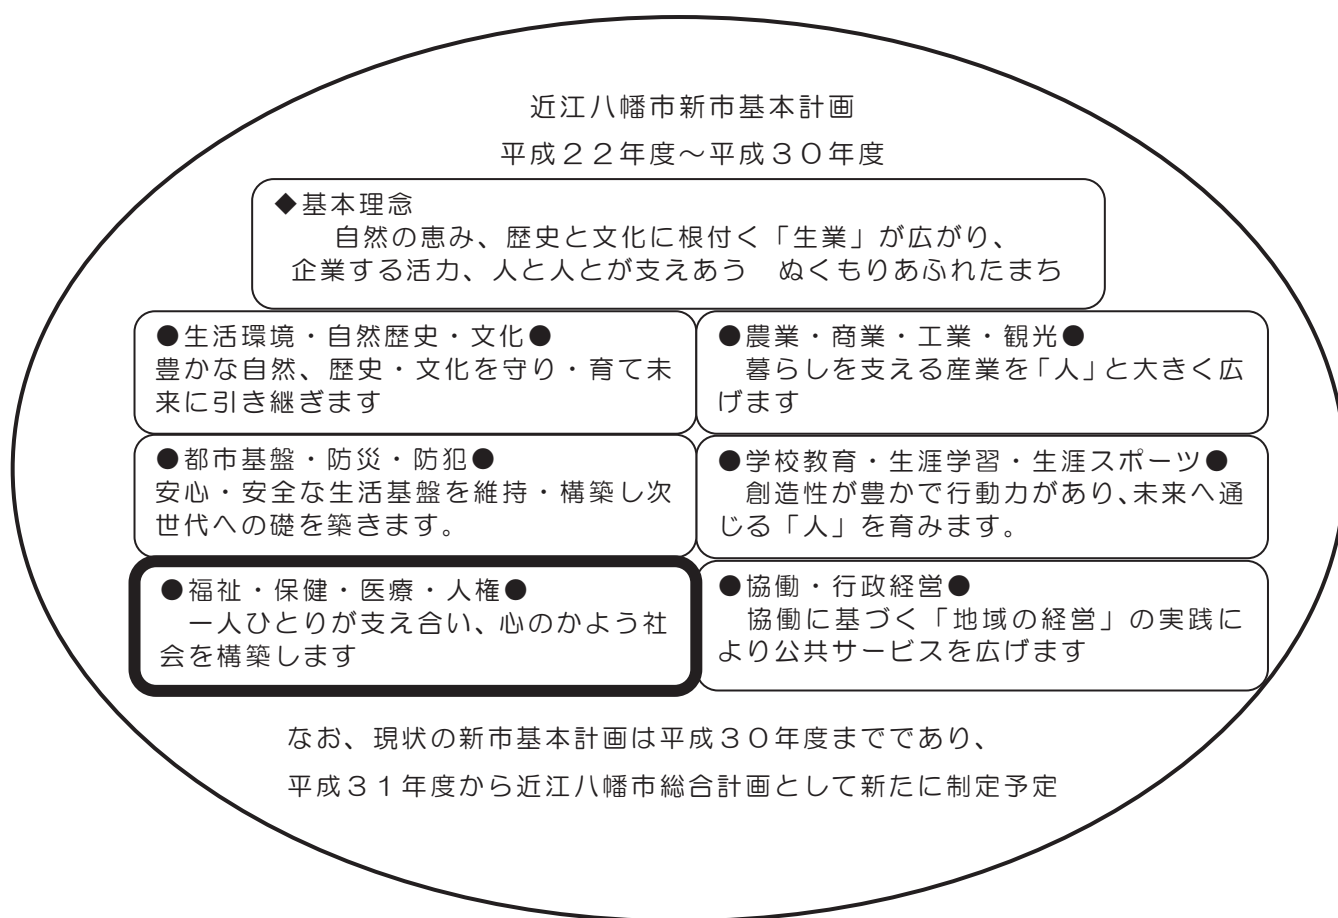 近江八幡市新市基本計画
平成２２年度～平成３０年度
◆基本理念
自然の恵み、歴史と文化に根付く「生業」が広がり、
企業する活力、人と人とが支えあう　ぬくもりあふれたまち
●生活環境・自然歴史・文化●
豊かな自然、歴史・文化を守り・育て未
来に引き継ぎます
●農業・商業・工業・観光●
暮らしを支える産業を「人」と大きく広
げます
●都市基盤・防災・防犯●
安心・安全な生活基盤を維持・構築し次
世代への礎を築きます。
●学校教育・生涯学習・生涯スポーツ●
創造性が豊かで行動力があり、未来へ通
じる「人」を育みます。
●福祉・保健・医療・人権●
一人ひとりが支え合い、心のかよう社
会を構築します
●協働・行政経営●
協働に基づく「地域の経営」の実践に
より公共サービスを広げます
なお、現状の新市基本計画は平成３０年度までであり、
平成３１年度から近江八幡市総合計画として新たに制定予定